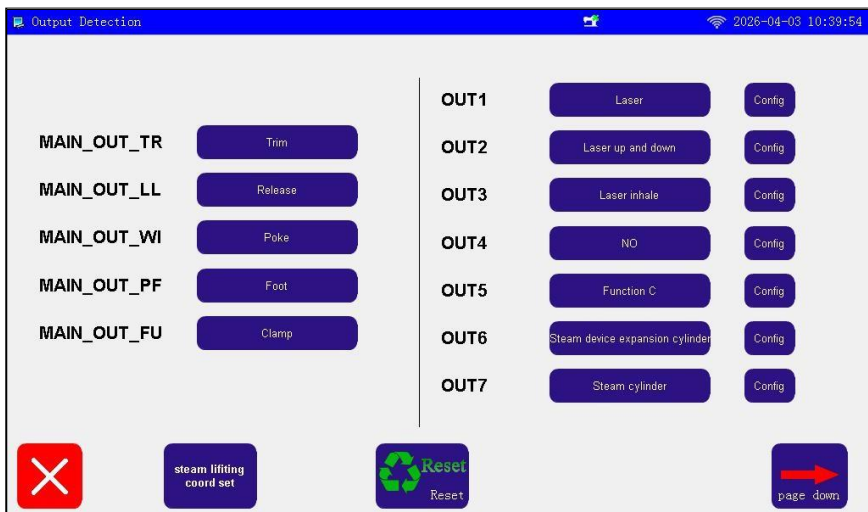 Output Detection
2026-04-03 10:39:54
MAIN_OUT_TR Trim
MAIN_OUT_LL Release
MAIN_OUT_WI Poke
MAIN_OUT_PF Foot
MAIN_OUT_FU Clamp
OUT1 Laser Config
OUT2 Laser up and down Config
OUT3 Laser inhale Config
OUT4 NO Config
OUT5 Function C Config
OUT6 Steam device expansion cylinder Config
OUT7 Steam cylinder Config
steam lifiting
coord set
Reset
Reset
page down